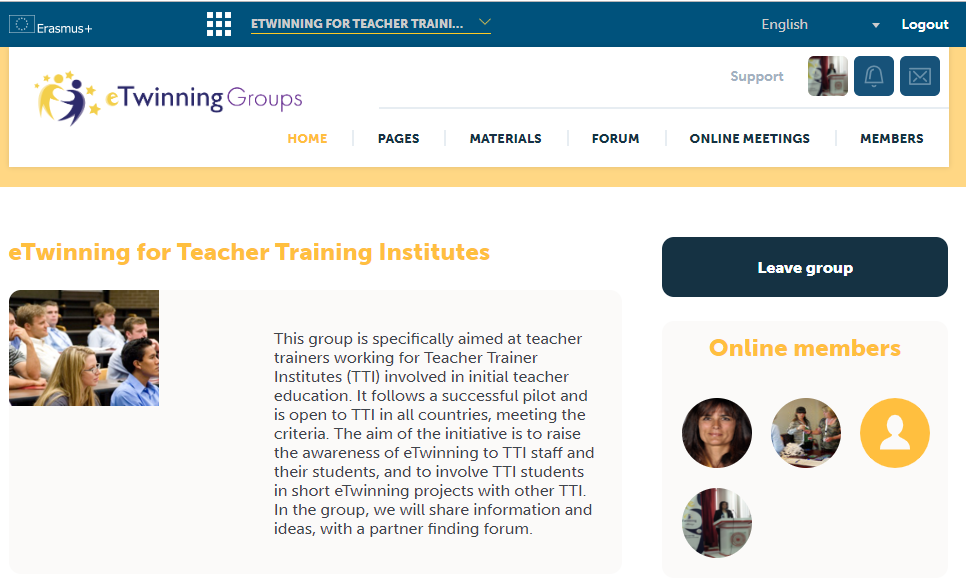 Erasmus+
ETWINNING FOR TEACHER TRAINI...
English
Logout
eTwinning Groups
Support
HOME
PAGES
MATERIALS
FORUM
ONLINE MEETINGS
MEMBERS
eTwinning for Teacher Training Institutes
Leave group
This group is specifically aimed at teacher
trainers working for Teacher Trainer
Institutes (TTI) involved in initial teacher
education. It follows a successful pilot and
is open to TTI in all countries, meeting the
criteria. The aim of the initiative is to raise
the awareness of eTwinning to TTI staff and
their students, and to involve TTI students
in short eTwinning projects with other TTI.
In the group, we will share information and
ideas, with a partner finding forum.
Online members